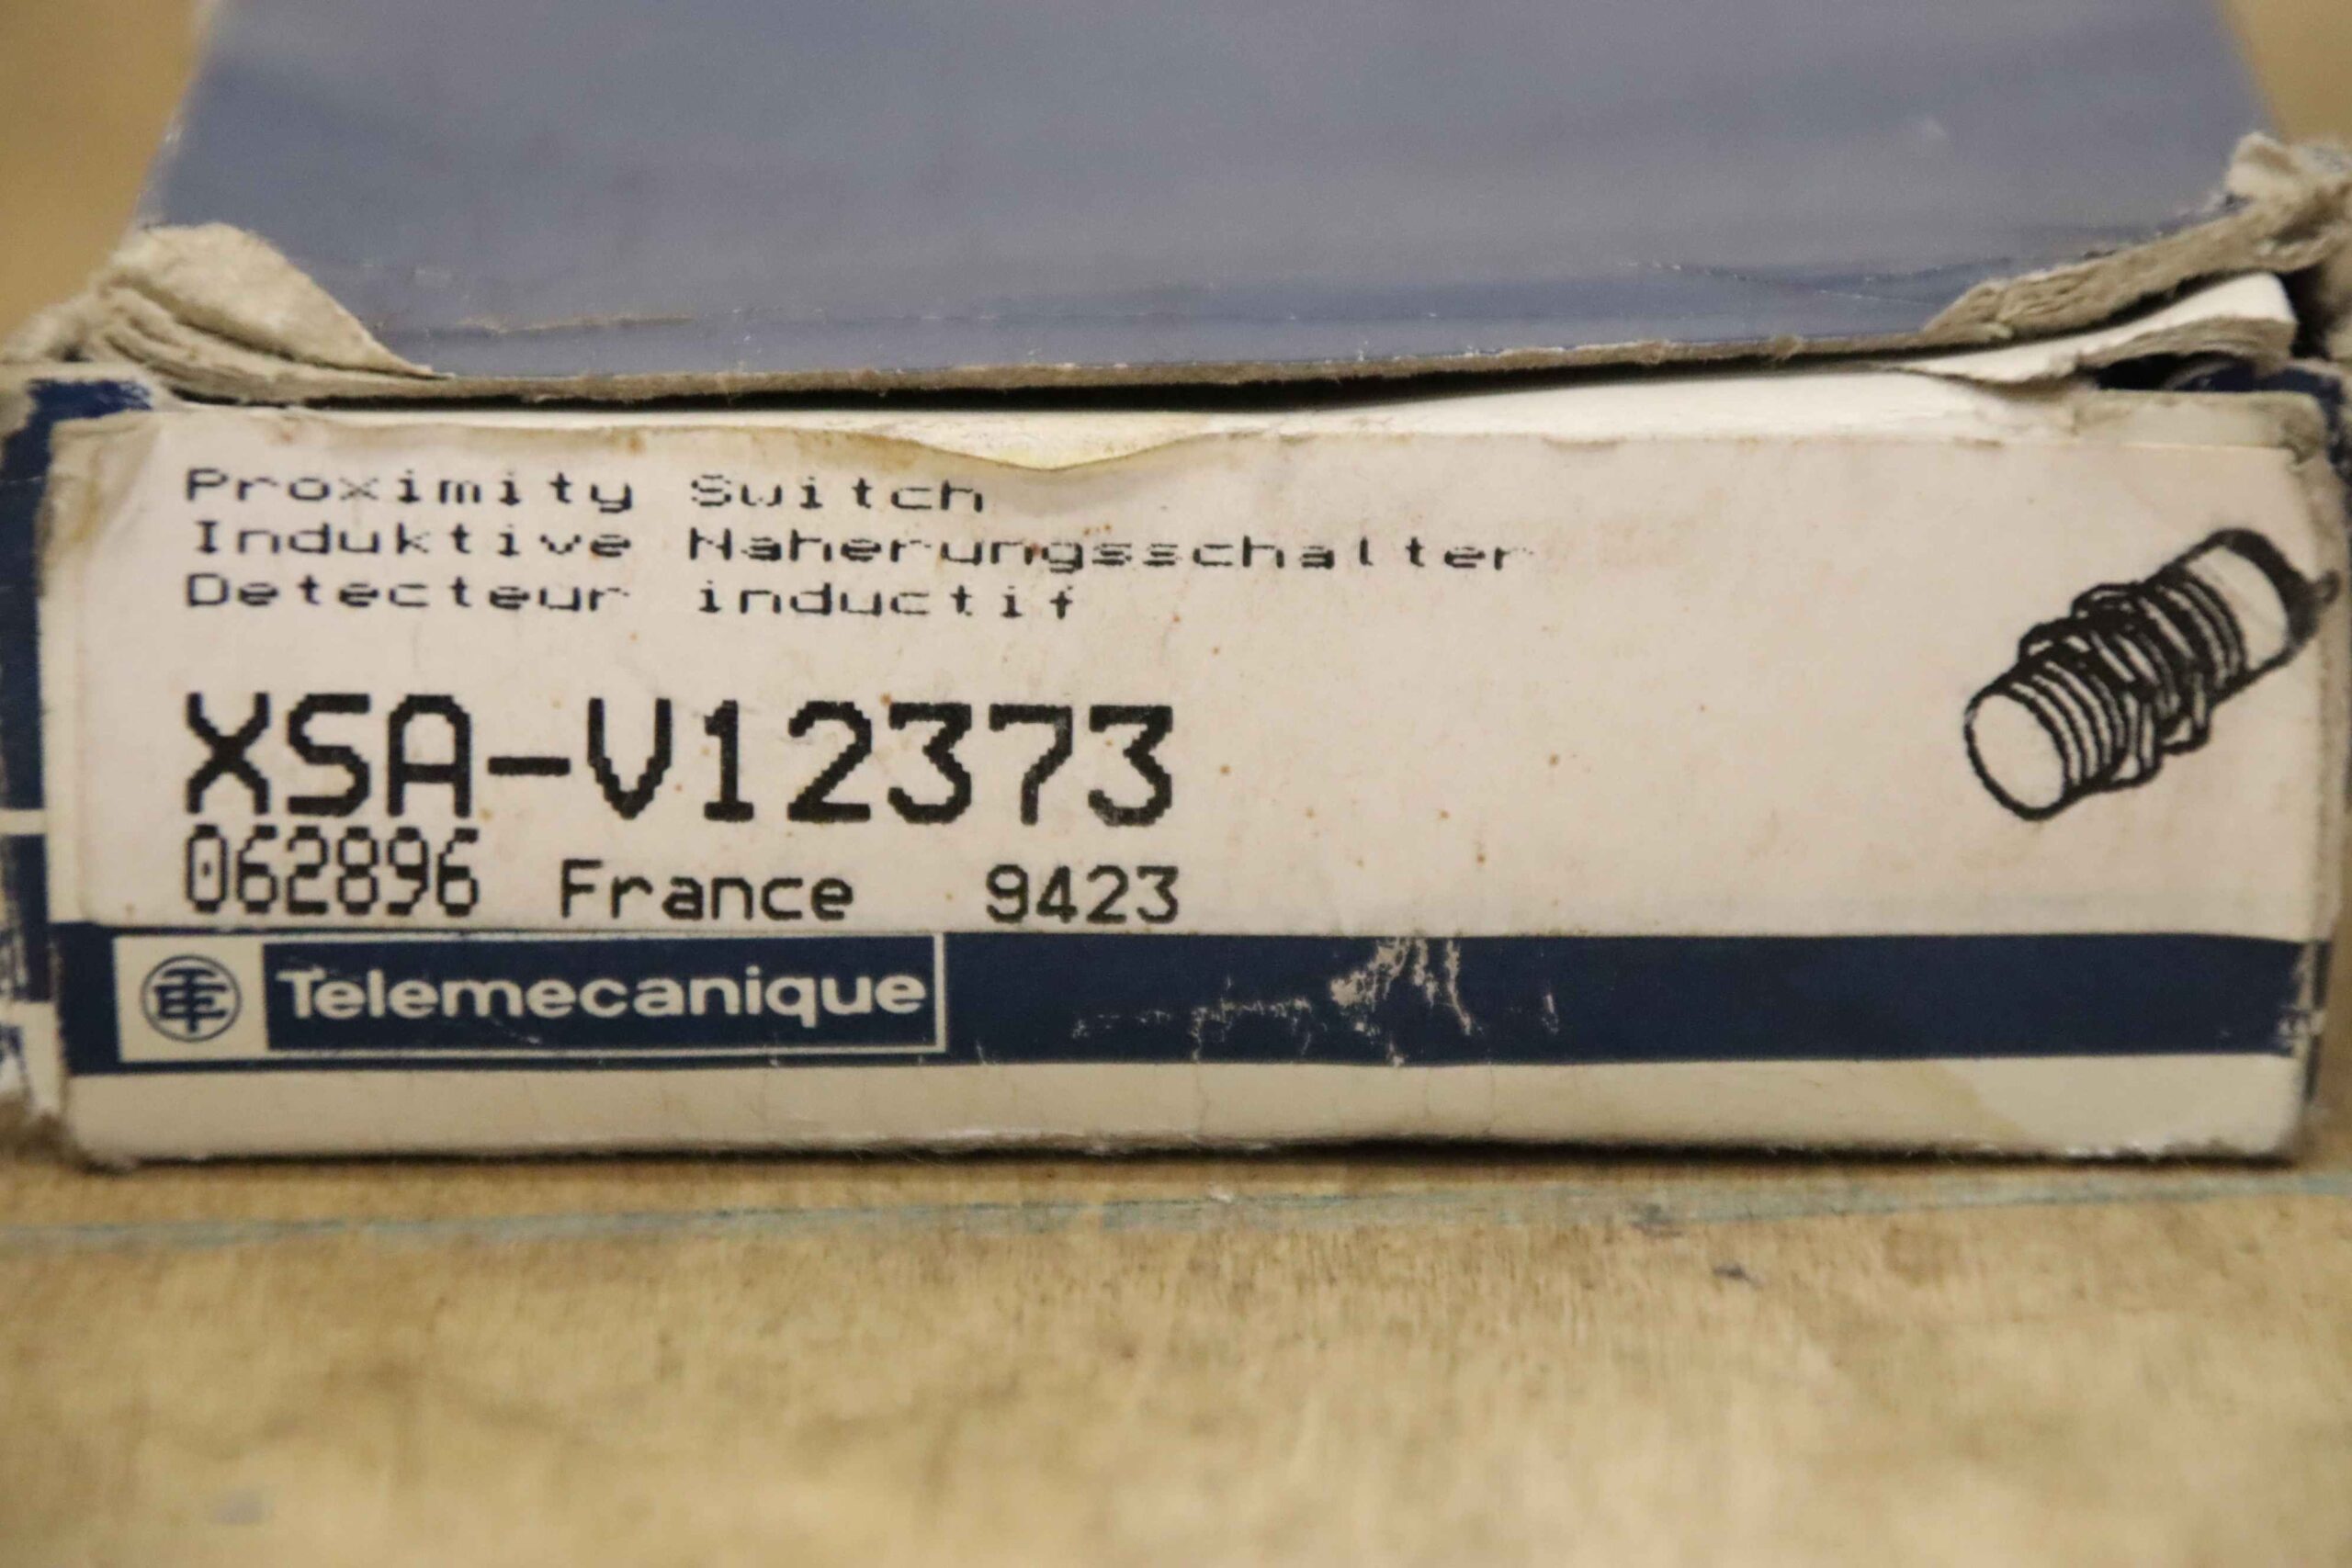 Proximity Switch
Induktive Naherungsschalter
Detecteur inductif
XSA-V12373
062896 France 9423
Telemecanique